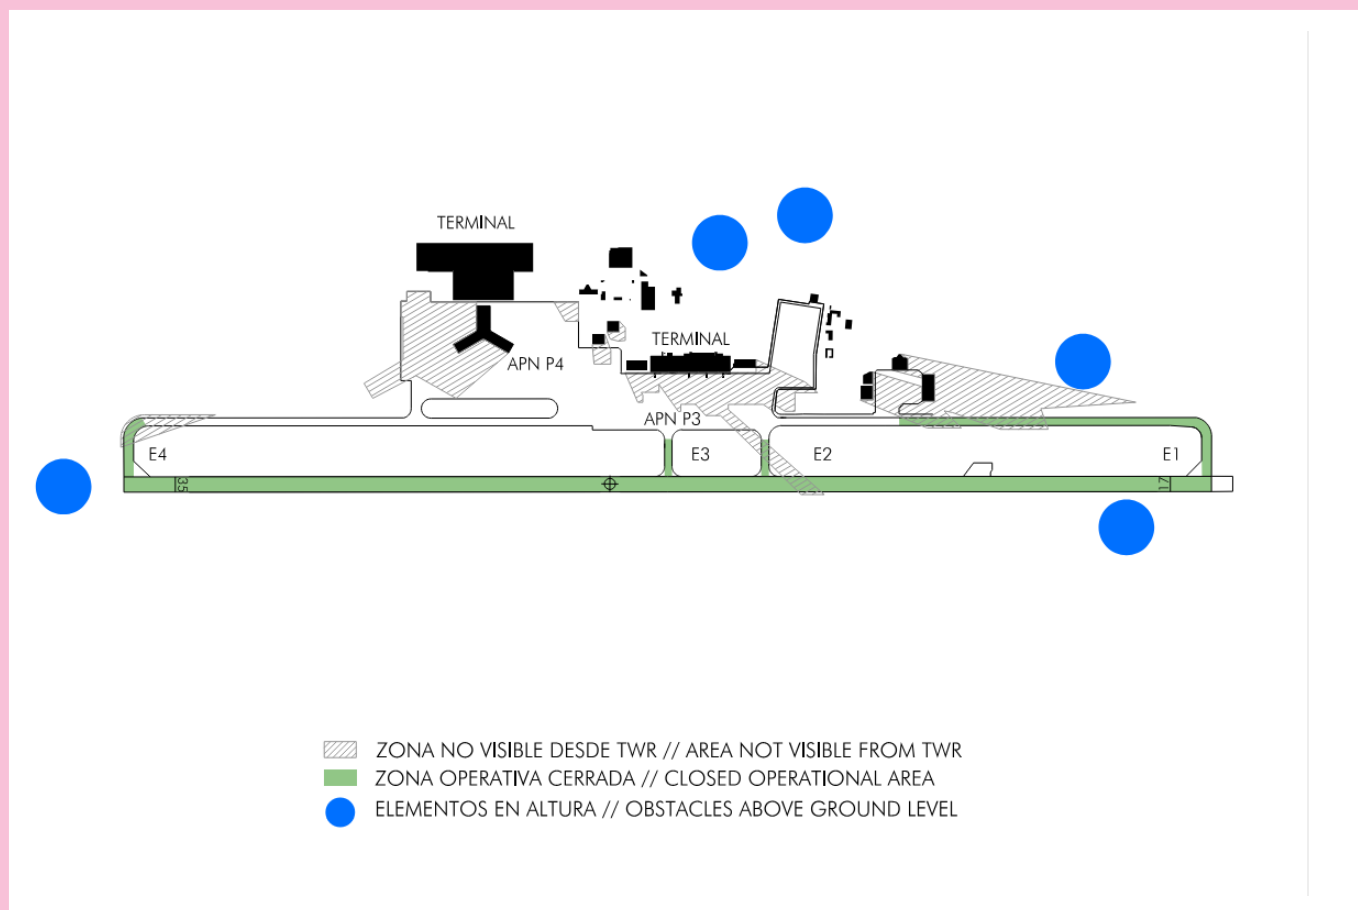 TERMINAL
TERMINAL
APN P4
APN P3
E4
E3
E2
E1
35
17
ZONA NO VISIBLE DESDE TWR // AREA NOT VISIBLE FROM TWR
ZONA OPERATIVA CERRADA // CLOSED OPERATIONAL AREA
ELEMENTOS EN ALTURA // OBSTACLES ABOVE GROUND LEVEL